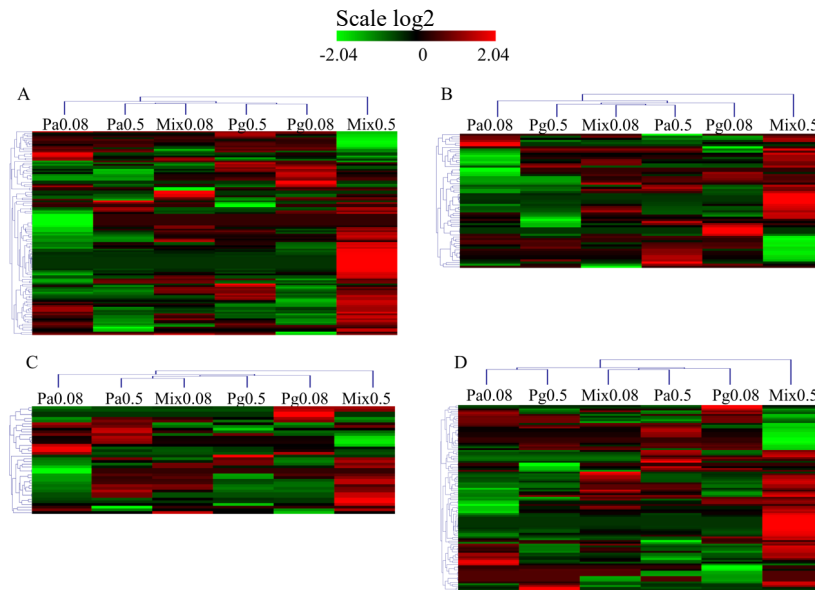 Scale log2
-2.04 0 2.04
A
Pa0.08 Pa0.5 Mix0.08 Pg0.5 Pg0.08 Mix0.5
B
Pa0.08 Pg0.5 Mix0.08 Pa0.5 Pg0.08 Mix0.5
C
Pa0.08 Pa0.5 Mix0.08 Pg0.5 Pg0.08 Mix0.5
D
Pa0.08 Pg0.5 Mix0.08 Pa0.5 Pg0.08 Mix0.5